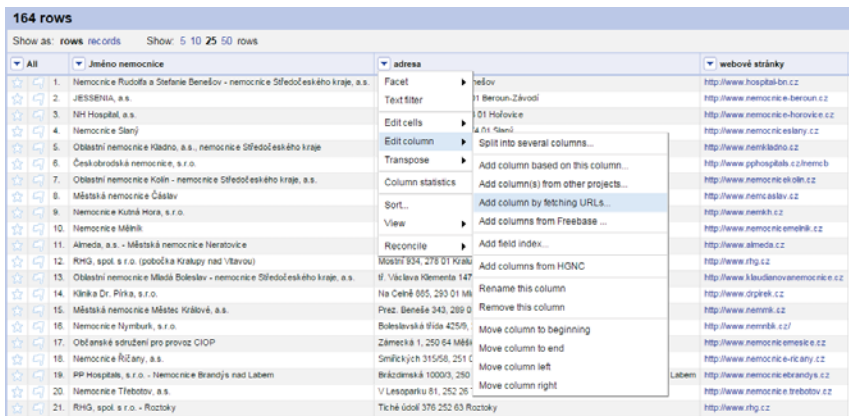 164 rows
Show as: rows records Show: 5 10 25 50 rows
All Jméno nemocnice adresa webové stránky
1. Nemocnice Rudolfa a Stefanie Benešov - nemocnice Středočeského kraje, a.s. nešov http://www.hospital-bn.cz
2. JESSENIA, a.s. 01 Beroun-Závodí http://www.nemocnice-beroun.cz
3. NH Hospital, a.s. 01 Hořovice http://www.nemocnice-horovice.cz
4. Nemocnice Slaný 4 01 Slaný http://www.nemocniceslany.cz
5. Oblastní nemocnice Kladno, a.s., nemocnice Středočeského kraje http://www.nemkladno.cz
6. Českobrodská nemocnice, s.r.o. http://www.pphospitals.cz/nemcb
7. Oblastní nemocnice Kolín - nemocnice Středočeského kraje, a.s. http://www.nemocnicekolin.cz
8. Městská nemocnice Čáslav http://www.nemcaslav.cz
9. Nemocnice Kutná Hora, s.r.o. http://www.nemkh.cz
10. Nemocnice Mělník http://www.nemocnicemelnik.cz
11. Almeda, a.s. - Městská nemocnice Neratovice http://www.almeda.cz
12. RHG, spol. s r.o. (pobočka Kralupy nad Vltavou) Mostní 934, 278 01 Kralu http://www.rhg.cz
13. Oblastní nemocnice Mladá Boleslav - nemocnice Středočeského kraje, a.s. tř. Václava Klementa 147 http://www.klaudianovanemocnice.cz
14. Klinika Dr. Pírka, s.r.o. Na Celně 885, 293 01 Ml http://www.drpirek.cz
15. Městská nemocnice Městec Králové, a.s. Prez. Beneše 343, 289 0 http://www.nemmk.cz
16. Nemocnice Nymburk, s.r.o. Boleslavská třída 425/9, http://www.nemnbk.cz/
17. Občanské sdružení pro provoz CIOP Zámecká 1, 250 64 Měši http://www.nemocnicemesice.cz
18. Nemocnice Říčany, a.s. Smiřických 315/58, 251 0 http://www.nemocnice-ricany.cz
19. PP Hospitals, s.r.o. - Nemocnice Brandýs nad Labem Brázdimská 1000/3, 250 Labem http://www.nemocnicebrandys.cz
20. Nemocnice Třebotov, a.s. V Lesoparku 81, 252 26 http://www.nemocnice.trebotov.cz
21. RHG, spol. s r.o. - Roztoky Tiché údolí 376 252 63 Roztoky http://www.rhg.cz
Facet
Text filter
Edit cells
Edit column
Transpose
Column statistics
Sort...
View
Reconcile
Split into several columns...
Add column based on this column...
Add column(s) from other projects...
Add column by fetching URLs...
Add columns from Freebase ...
Add field index...
Add columns from HGNC
Rename this column
Remove this column
Move column to beginning
Move column to end
Move column left
Move column right